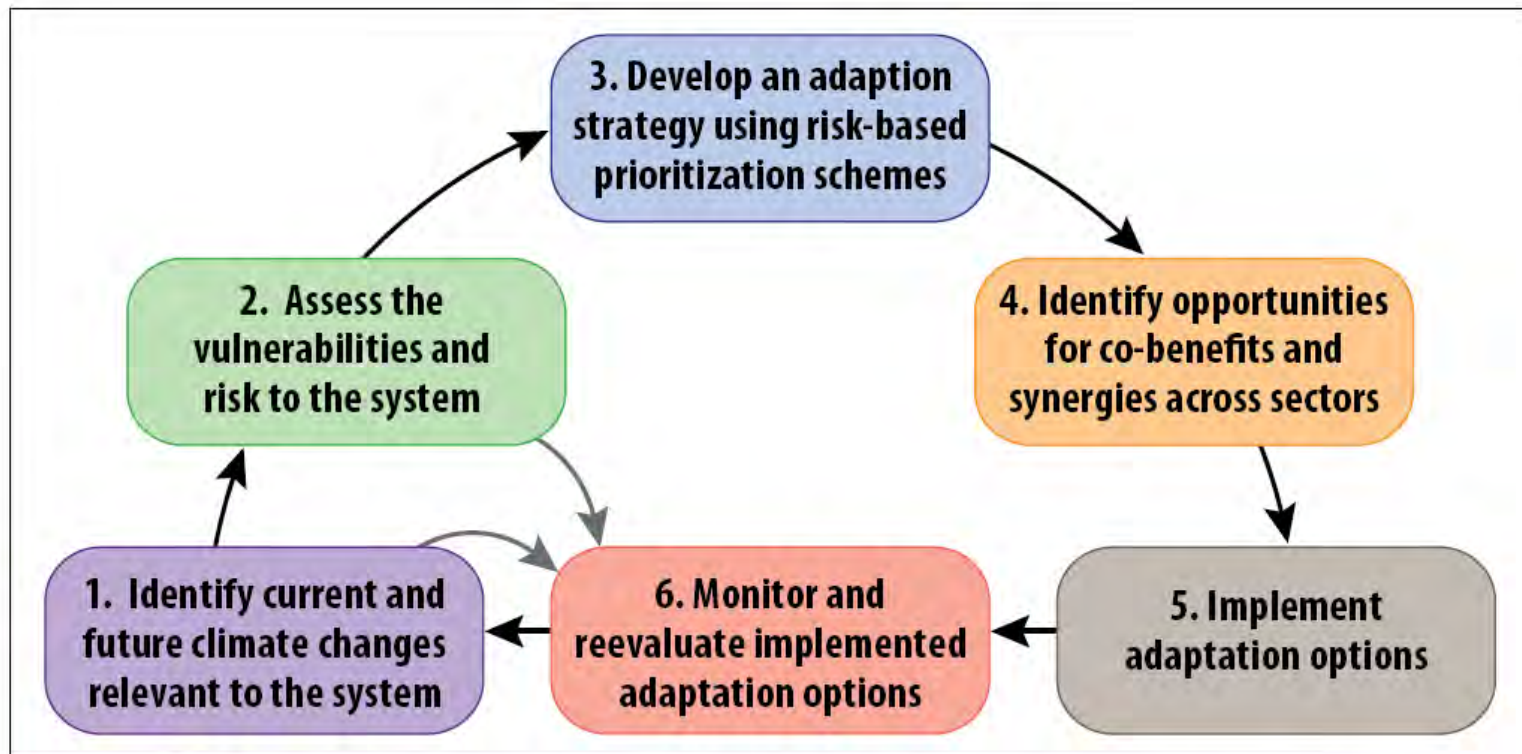 3. Develop an adaption
strategy using risk-based
prioritization schemes
2. Assess the
vulnerabilities and
risk to the system
4. Identify opportunities
for co-benefits and
synergies across sectors
1. Identify current and
future climate changes
relevant to the system
6. Monitor and
reevaluate implemented
adaptation options
5. Implement
adaptation options